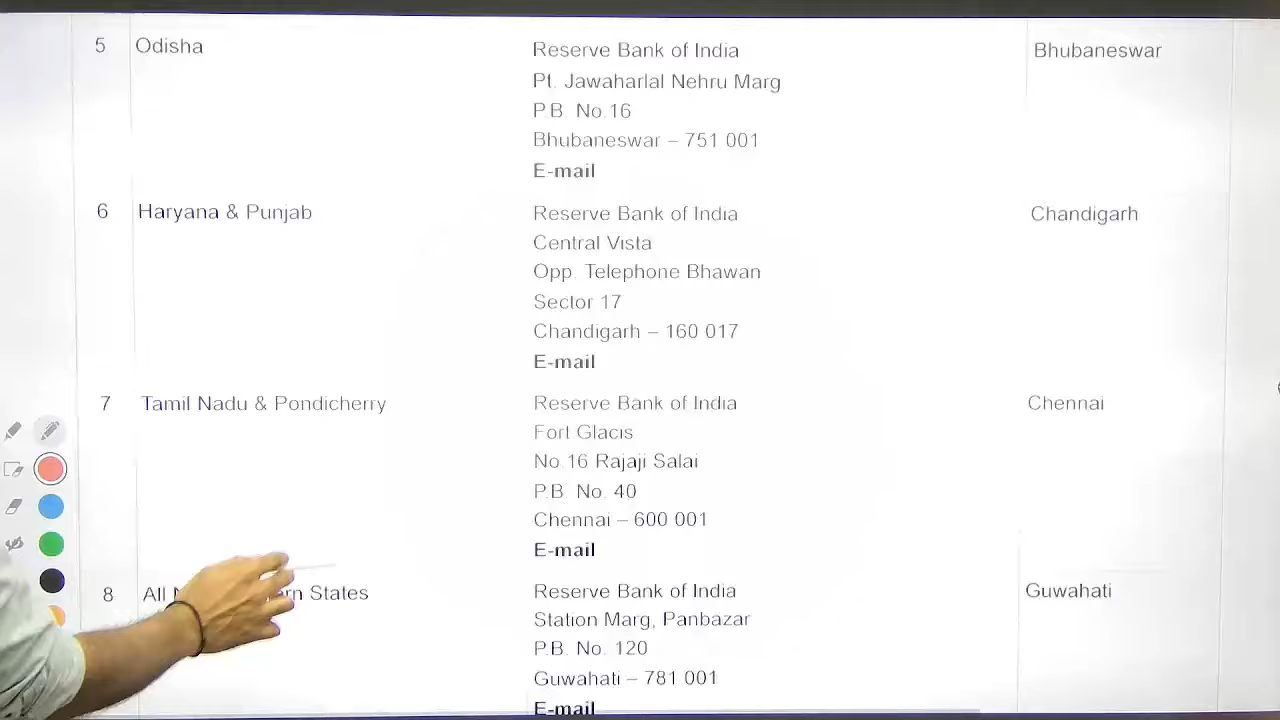 5 Odisha Reserve Bank of India Bhubaneswar
Pt. Jawaharlal Nehru Marg
P.B. No.16
Bhubaneswar – 751 001
E-mail
6 Haryana & Punjab Reserve Bank of India Chandigarh
Central Vista
Opp. Telephone Bhawan
Sector 17
Chandigarh – 160 017
E-mail
7 Tamil Nadu & Pondicherry Reserve Bank of India Chennai
Fort Glacis
No.16 Rajaji Salai
P.B. No. 40
Chennai – 600 001
E-mail
8 All States Reserve Bank of India Guwahati
Station Marg, Panbazar
P.B. No. 120
Guwahati – 781 001
E-mail